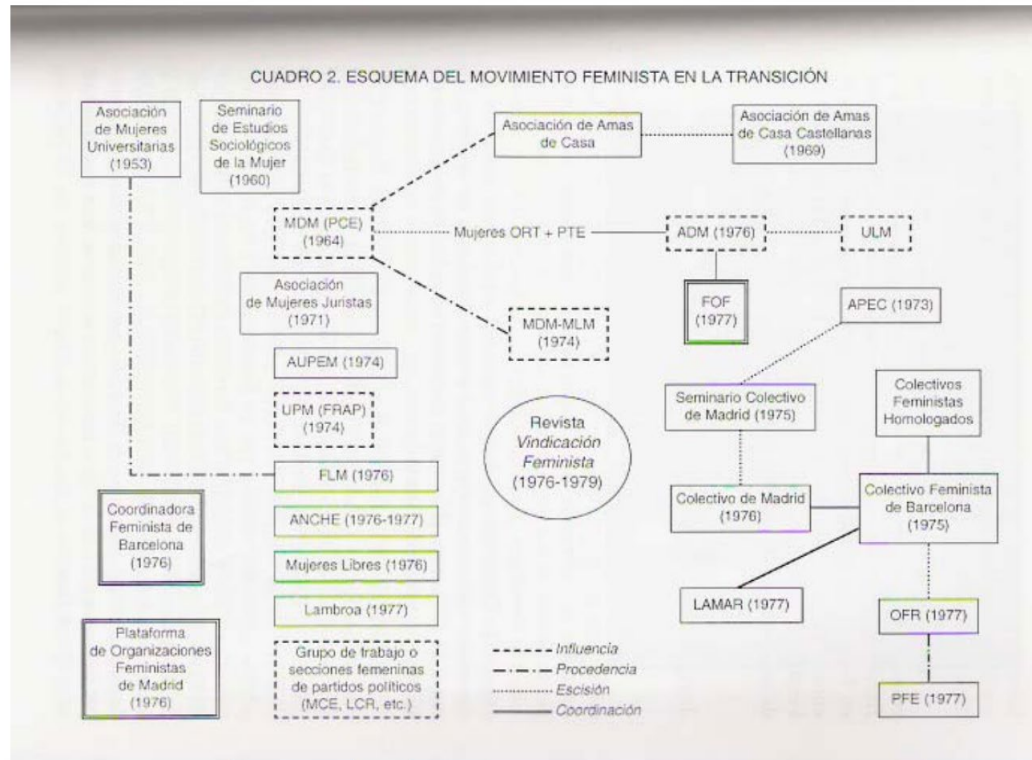 CUADRO 2. ESQUEMA DEL MOVIMIENTO FEMINISTA EN LA TRANSICIÓN
Asociación
de Mujeres
Universitarias
(1953)
Seminario
de Estudios
Sociológicos
de la Mujer
(1960)
Asociación de Amas
de Casa
Asociación de Amas
de Casa Castellanas
(1969)
MDM (PCE)
(1964)
Mujeres ORT + PTE
ADM (1976)
ULM
Asociación
de Mujeres Juristas
(1971)
MDM-MLM
(1974)
FOF
(1977)
APEC (1973)
AUPEM (1974)
UPM (FRAP)
(1974)
Revista
Vindicación
Feminista
(1976-1979)
Seminario Colectivo
de Madrid (1975)
Colectivos
Feministas
Homologados
FLM (1976)
Coordinadora
Feminista de
Barcelona
(1976)
ANCHE (1976-1977)
Colectivo de Madrid
(1976)
Colectivo Feminista
de Barcelona
(1975)
Mujeres Libres (1976)
Lambroa (1977)
LAMAR (1977)
OFR (1977)
Plataforma
de Organizaciones
Feministas
de Madrid
(1976)
Grupo de trabajo o
secciones femeninas
de partidos políticos
(MCE, LCR, etc.)
Influencia
Procedencia
Escisión
Coordinación
PFE (1977)